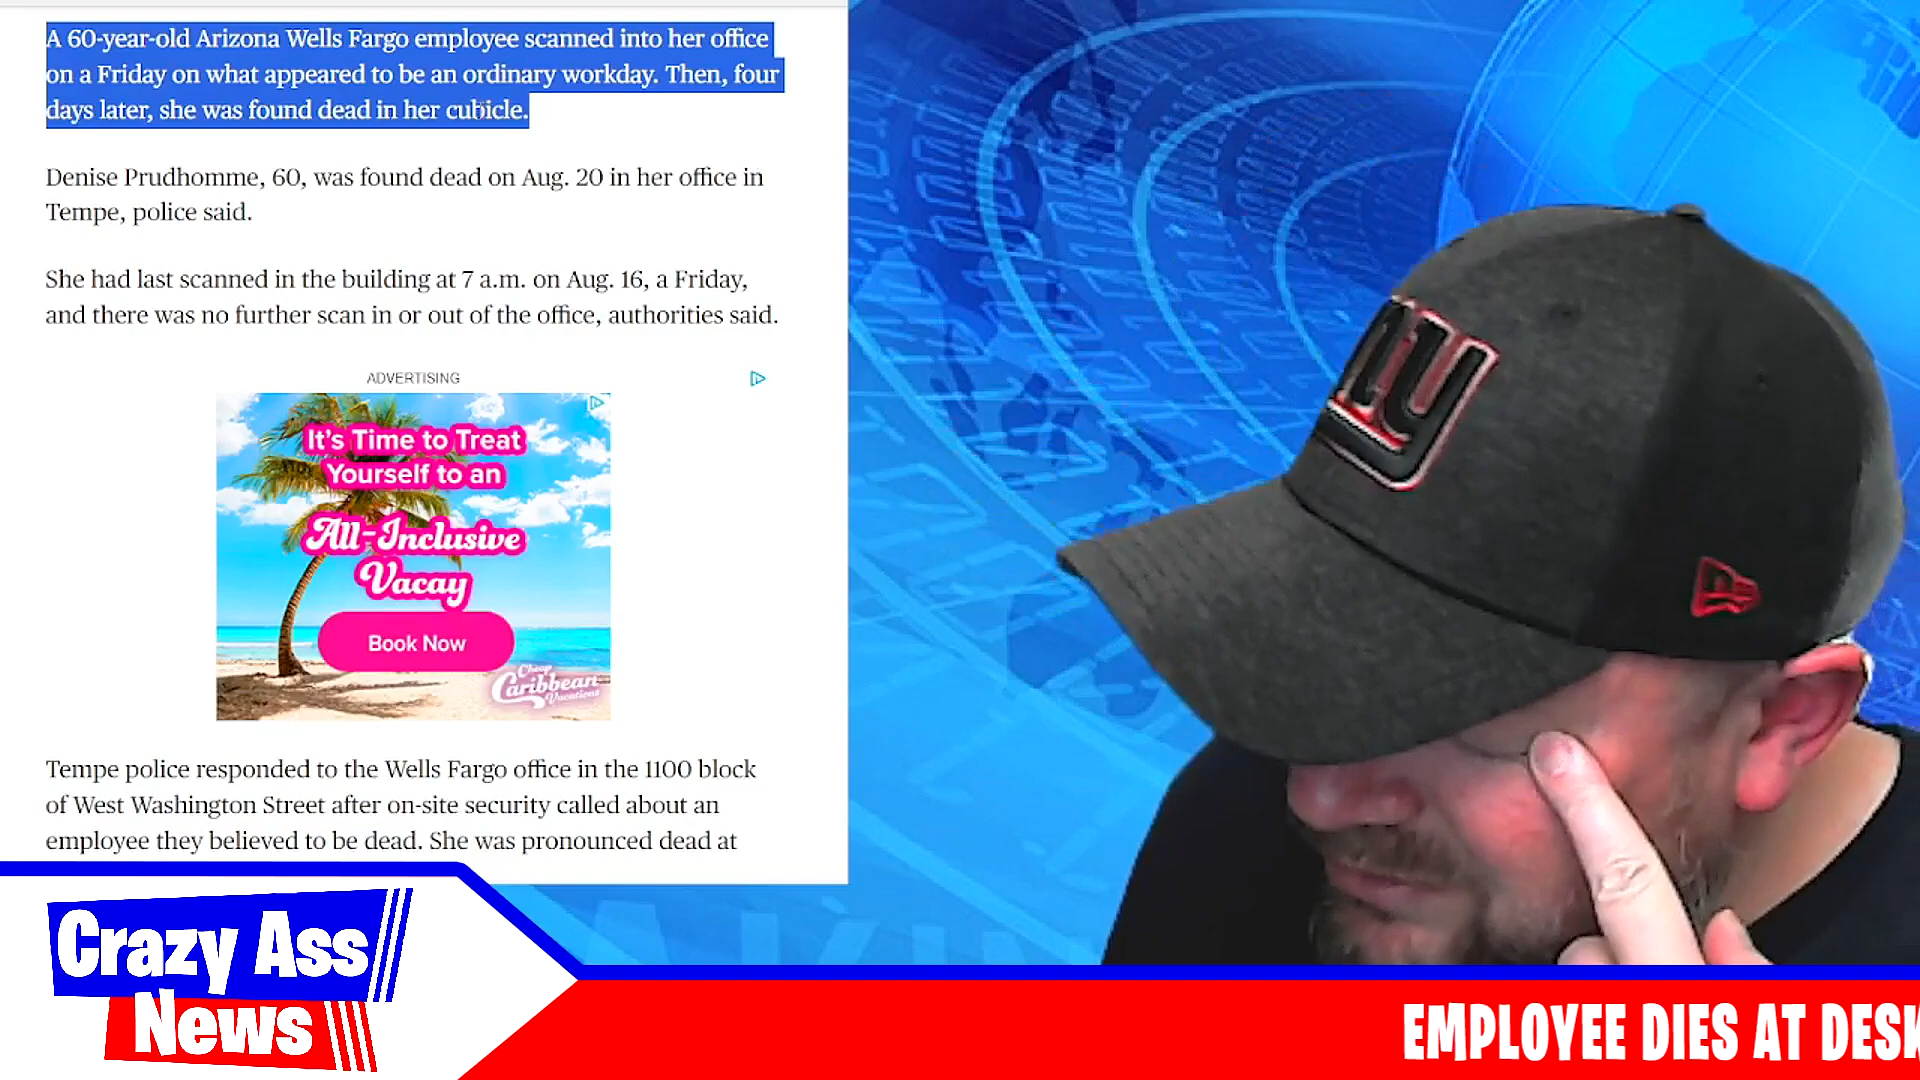 A 60-year-old Arizona Wells Fargo employee scanned into her office
on a Friday on what appeared to be an ordinary workday. Then, four
days later, she was found dead in her cubicle.
Denise Prudhomme, 60, was found dead on Aug. 20 in her office in
Tempe, police said.
She had last scanned in the building at 7 a.m. on Aug. 16, a Friday,
and there was no further scan in or out of the office, authorities said.
ADVERTISING
It's Time to Treat
Yourself to an
All-Inclusive
Vacay
Book Now
Cheap
Caribbean
Vacations
Tempe police responded to the Wells Fargo office in the 1100 block
of West Washington Street after on-site security called about an
employee they believed to be dead. She was pronounced dead at
ny
Crazy Ass
News
EMPLOYEE DIES AT DESK